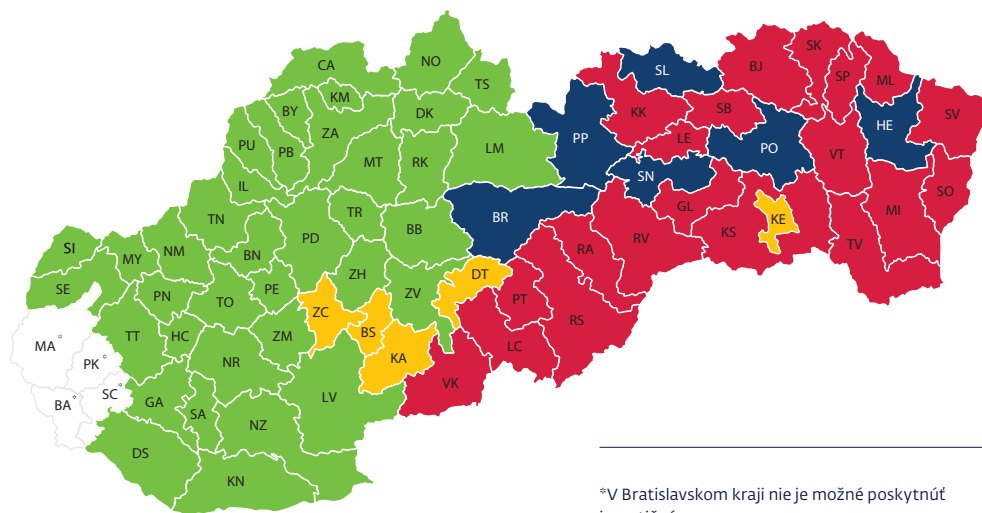 CA
NO
TS
SL
BJ
SK
SP
ML
SV
KM
BY
DK
ZA
PU
PB
MT
RK
LM
PP
KK
SB
LE
PO
HE
VT
IL
SN
TN
TR
BR
GL
KE
MI
SO
PD
BB
RA
RV
KS
TV
SI
MY
NM
BN
ZH
DT
SE
PN
TO
PE
ZC
BS
ZV
PT
RS
MA*
TT
HC
ZM
KA
LC
PK*
NR
VK
SC*
BA*
GA
SA
LV
NZ
DS
KN
*V Bratislavskom kraji nie je možné poskytnúť